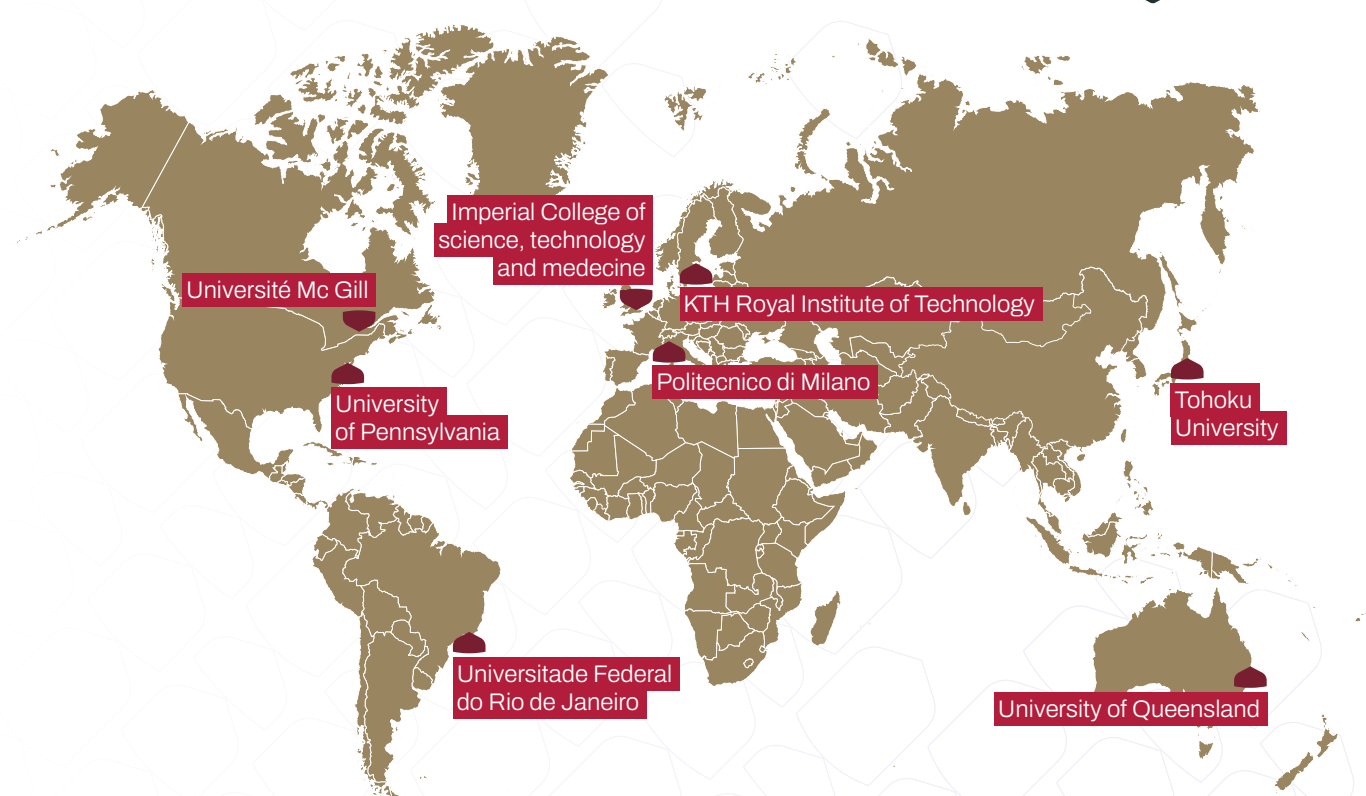 Imperial College of
science, technology
and medecine
Université Mc Gill
KTH Royal Institute of Technology
Politecnico di Milano
University
of Pennsylvania
Tohoku
University
Universitade Federal
do Rio de Janeiro
University of Queensland